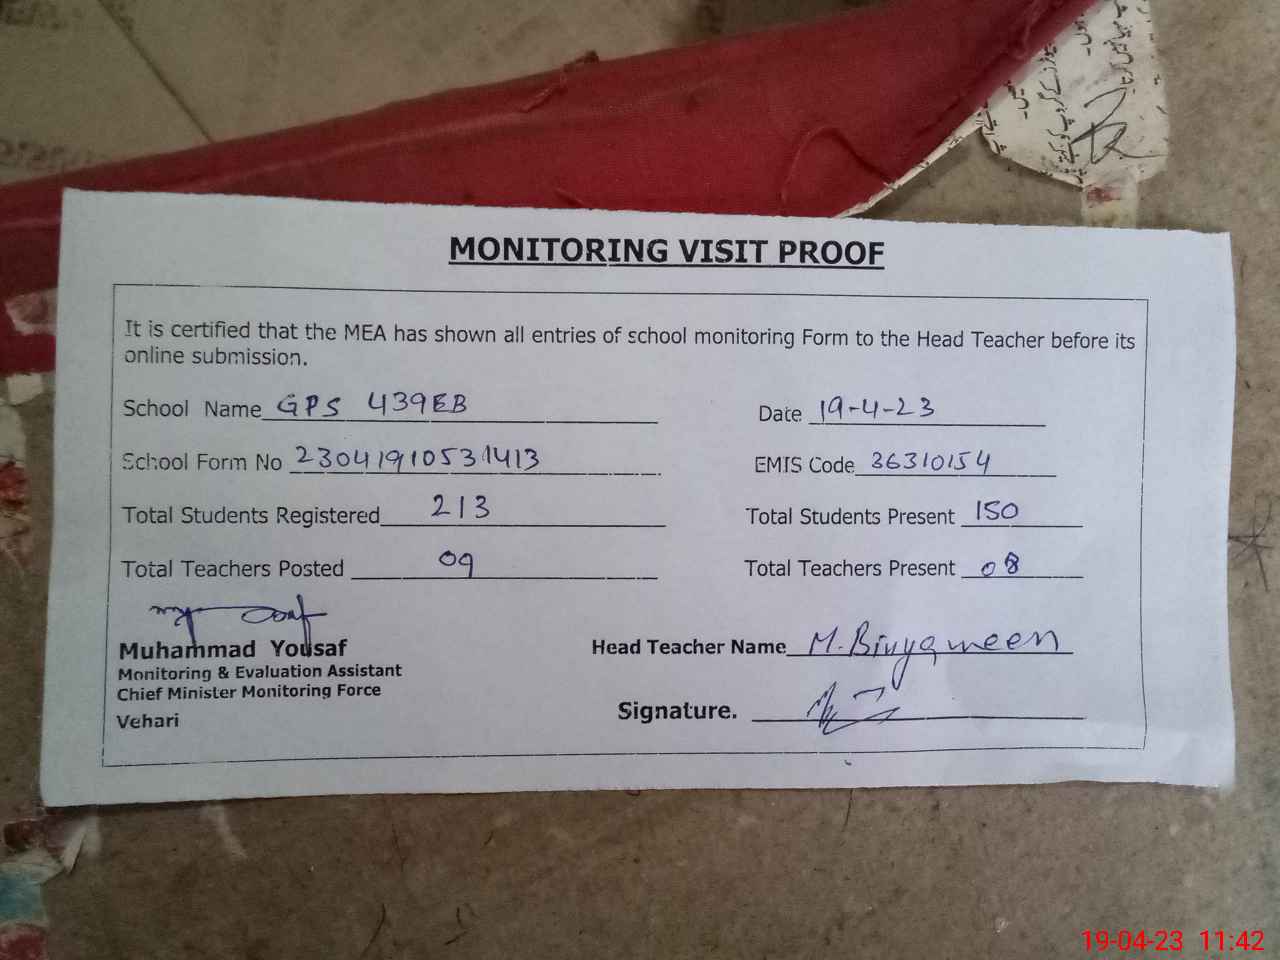 MONITORING VISIT PROOF
It is certified that the MEA has shown all entries of school monitoring Form to the Head Teacher before its
online submission.
School Name GPS 439EB Date 19-4-23
School Form No 23041910531413 EMIS Code 36310154
Total Students Registered 213 Total Students Present 150
Total Teachers Posted 09 Total Teachers Present 08
Muhammad Yousaf
Monitoring & Evaluation Assistant
Chief Minister Monitoring Force
Vehari
Head Teacher Name M. Binyameen
Signature.
19-04-23 11:42